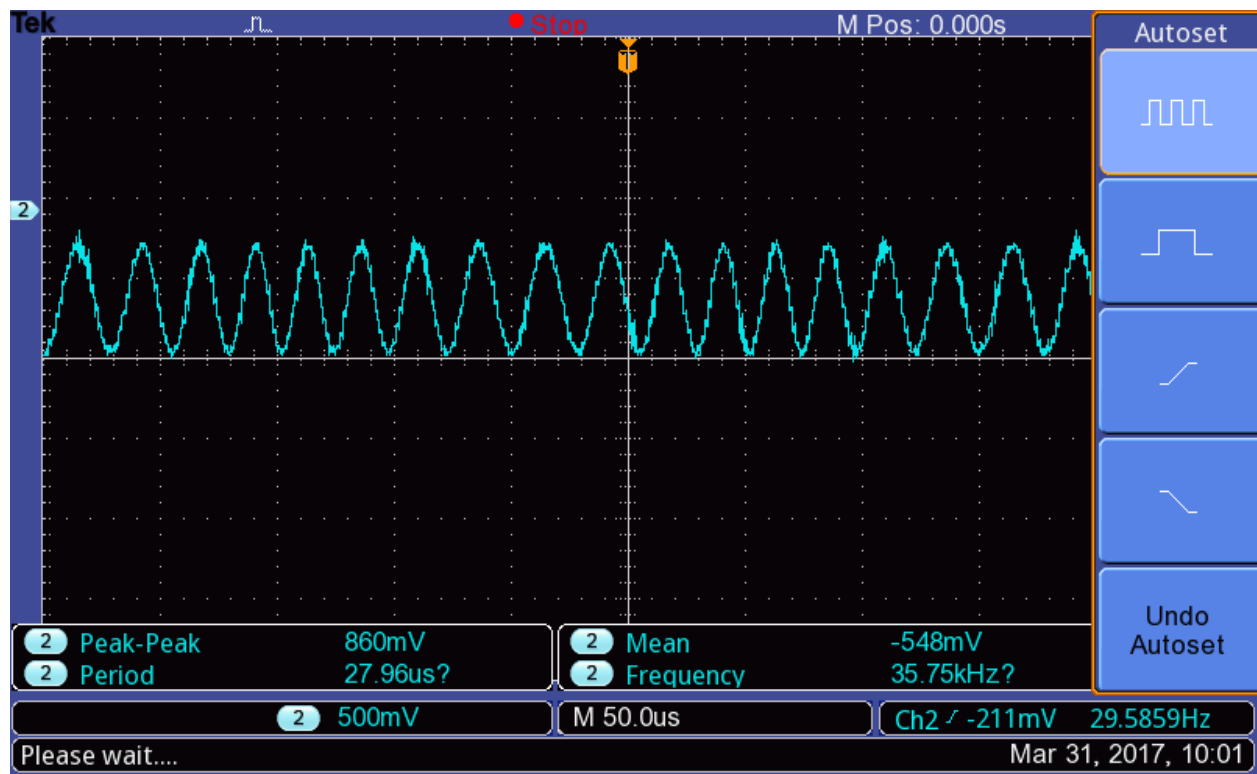 Tek Stop M Pos: 0.000s
Autoset
T
2
Undo
Autoset
2 Peak-Peak 860mV 2 Mean -548mV
2 Period 27.96us? 2 Frequency 35.75kHz?
2 500mV M 50.0us Ch2 -211mV 29.5859Hz
Please wait.... Mar 31, 2017, 10:01